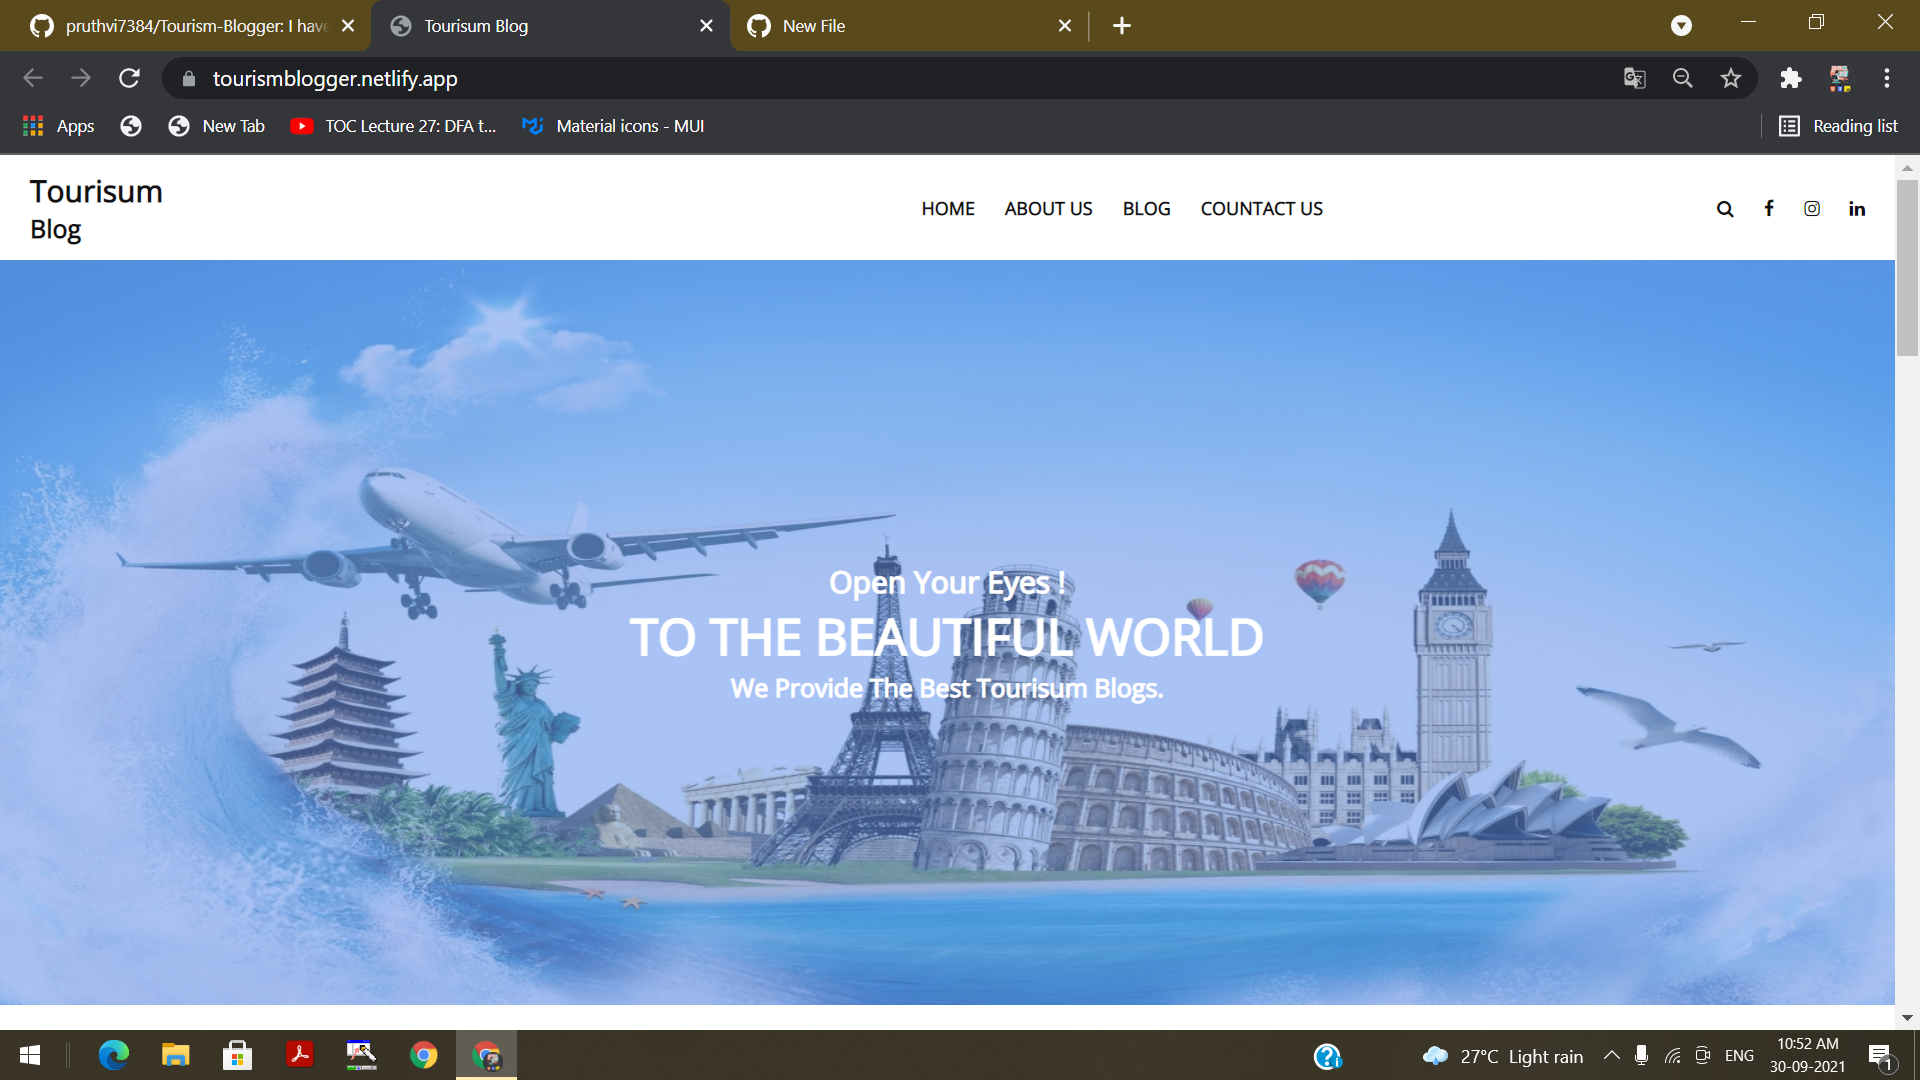 pruthvi7384/Tourism-Blogger: I have
Tourisum Blog
New File
tourismblogger.netlify.app
Apps
New Tab
TOC Lecture 27: DFA t...
Material icons - MUI
Reading list
Tourisum
Blog
HOME ABOUT US BLOG COUNTACT US
Open Your Eyes !
TO THE BEAUTIFUL WORLD
We Provide The Best Tourisum Blogs.
27°C Light rain
ENG
10:52 AM
30-09-2021
1